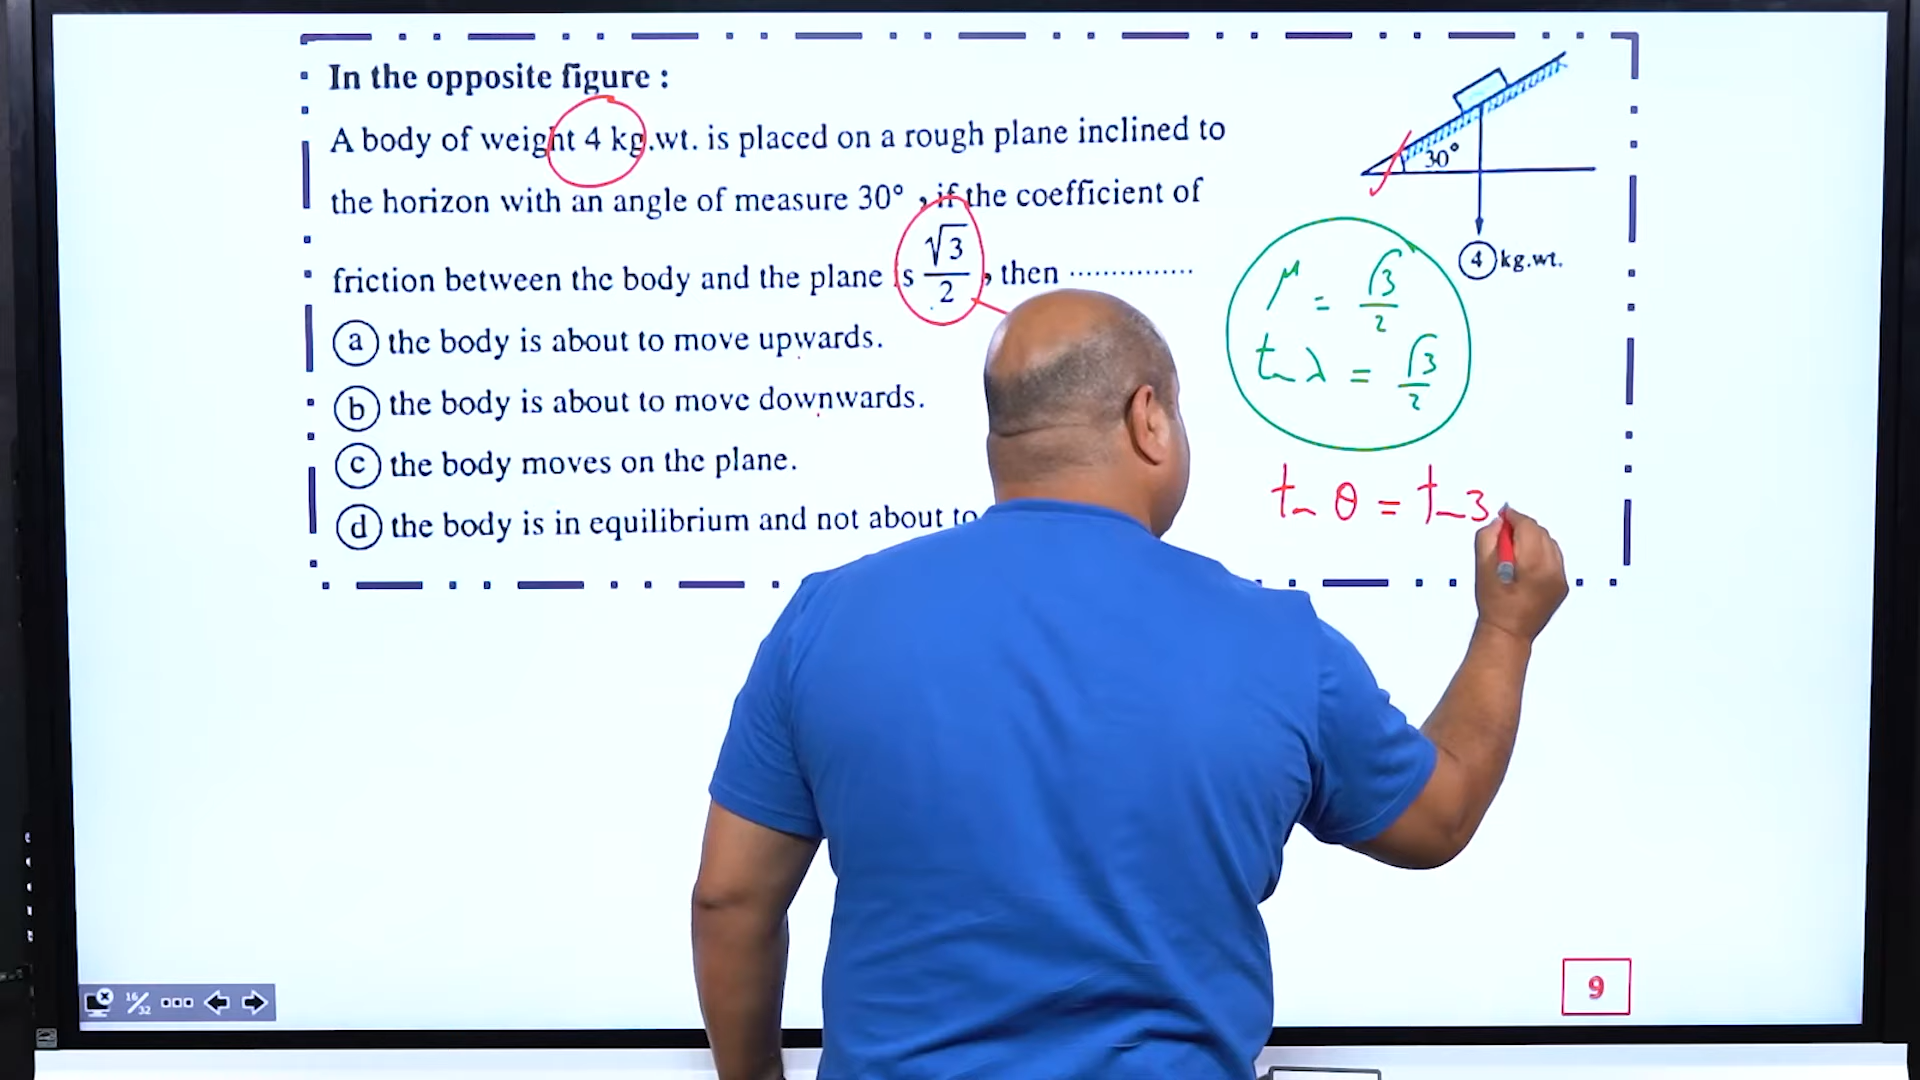 In the opposite figure :
A body of weight 4 kg.wt. is placed on a rough plane inclined to
the horizon with an angle of measure 30° , if the coefficient of
friction between the body and the plane is √3/2 , then ...............
a the body is about to move upwards.
b the body is about to move downwards.
c the body moves on the plane.
d the body is in equilibrium and not about to
30°
4 kg.wt.
μ = √3/2
tan λ = √3/2
tan θ = tan 3
16/32
9